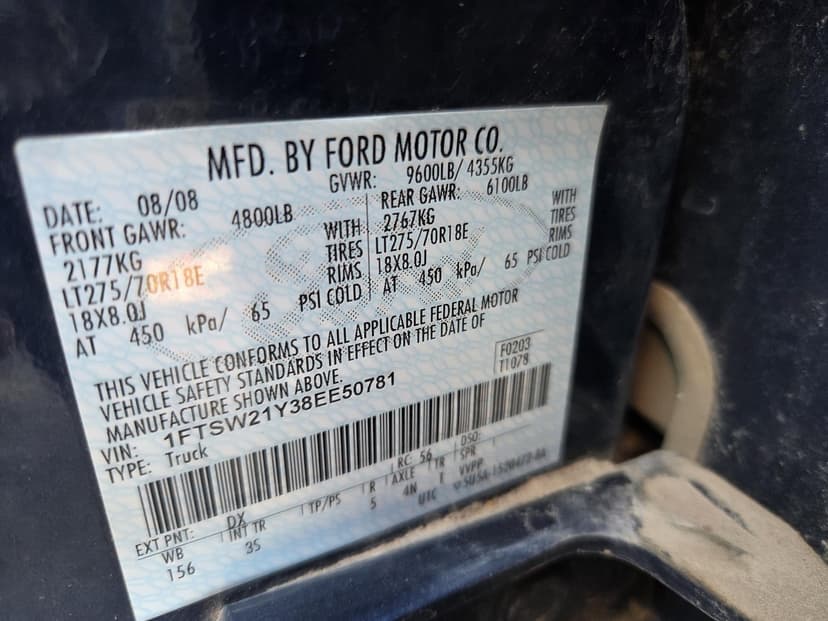 MFD. BY FORD MOTOR CO.
DATE: 08/08 GVWR: 9600LB/ 4355KG
FRONT GAWR: 4800LB REAR GAWR: 6100LB
2177KG WITH 2767KG WITH
LT275/70R18E TIRES LT275/70R18E TIRES
18X8.0J RIMS 18X8.0J RIMS
AT 450 kPa/ 65 PSI COLD AT 450 kPa/ 65 PSI COLD
THIS VEHICLE CONFORMS TO ALL APPLICABLE FEDERAL MOTOR
VEHICLE SAFETY STANDARDS IN EFFECT ON THE DATE OF
MANUFACTURE SHOWN ABOVE.
F0203
T1078
VIN: 1FTSW21Y38EE50781
TYPE: Truck
EXT PNT: DX RC: 56 DSO:
WB INT TR TP/PS R AXLE TR SPR
156 3S 5 4N T VVPP
UTC